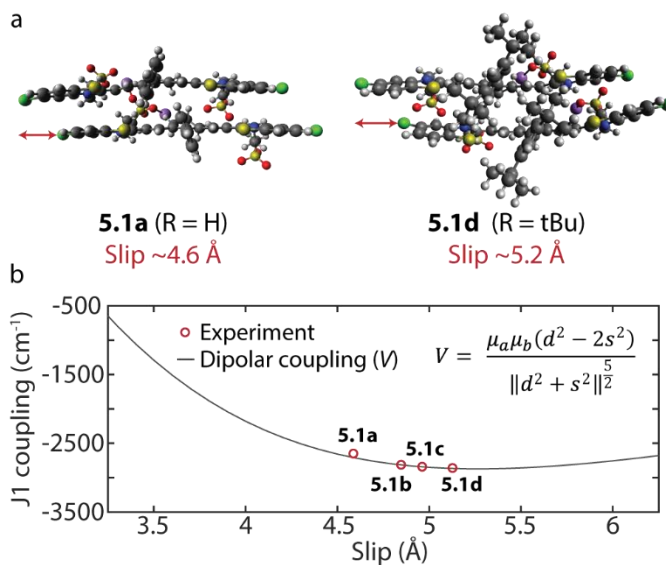 a
5.1a (R = H)
Slip ~4.6 Å
5.1d (R = tBu)
Slip ~5.2 Å
b
J1 coupling (cm⁻¹)
-500
-1500
-2500
-3500
Experiment
Dipolar coupling (V)
V = μₐμ_b(d² − 2s²) / ‖d² + s²‖^(5/2)
5.1a
5.1b
5.1c
5.1d
3.5 4 4.5 5 5.5 6
Slip (Å)